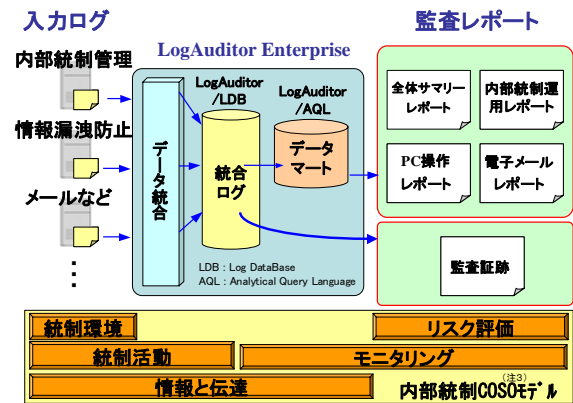 入力ログ
監査レポート
LogAuditor Enterprise
内部統制管理
情報漏洩防止
メールなど
・・・
データ統合
LogAuditor
/LDB
統合
ログ
LogAuditor
/AQL
データ
マート
LDB : Log DataBase
AQL : Analytical Query Language
全体サマリー
レポート
内部統制運
用レポート
PC操作
レポート
電子メール
レポート
監査証跡
統制環境
リスク評価
統制活動
モニタリング
情報と伝達
(注3)
内部統制COSOモデル